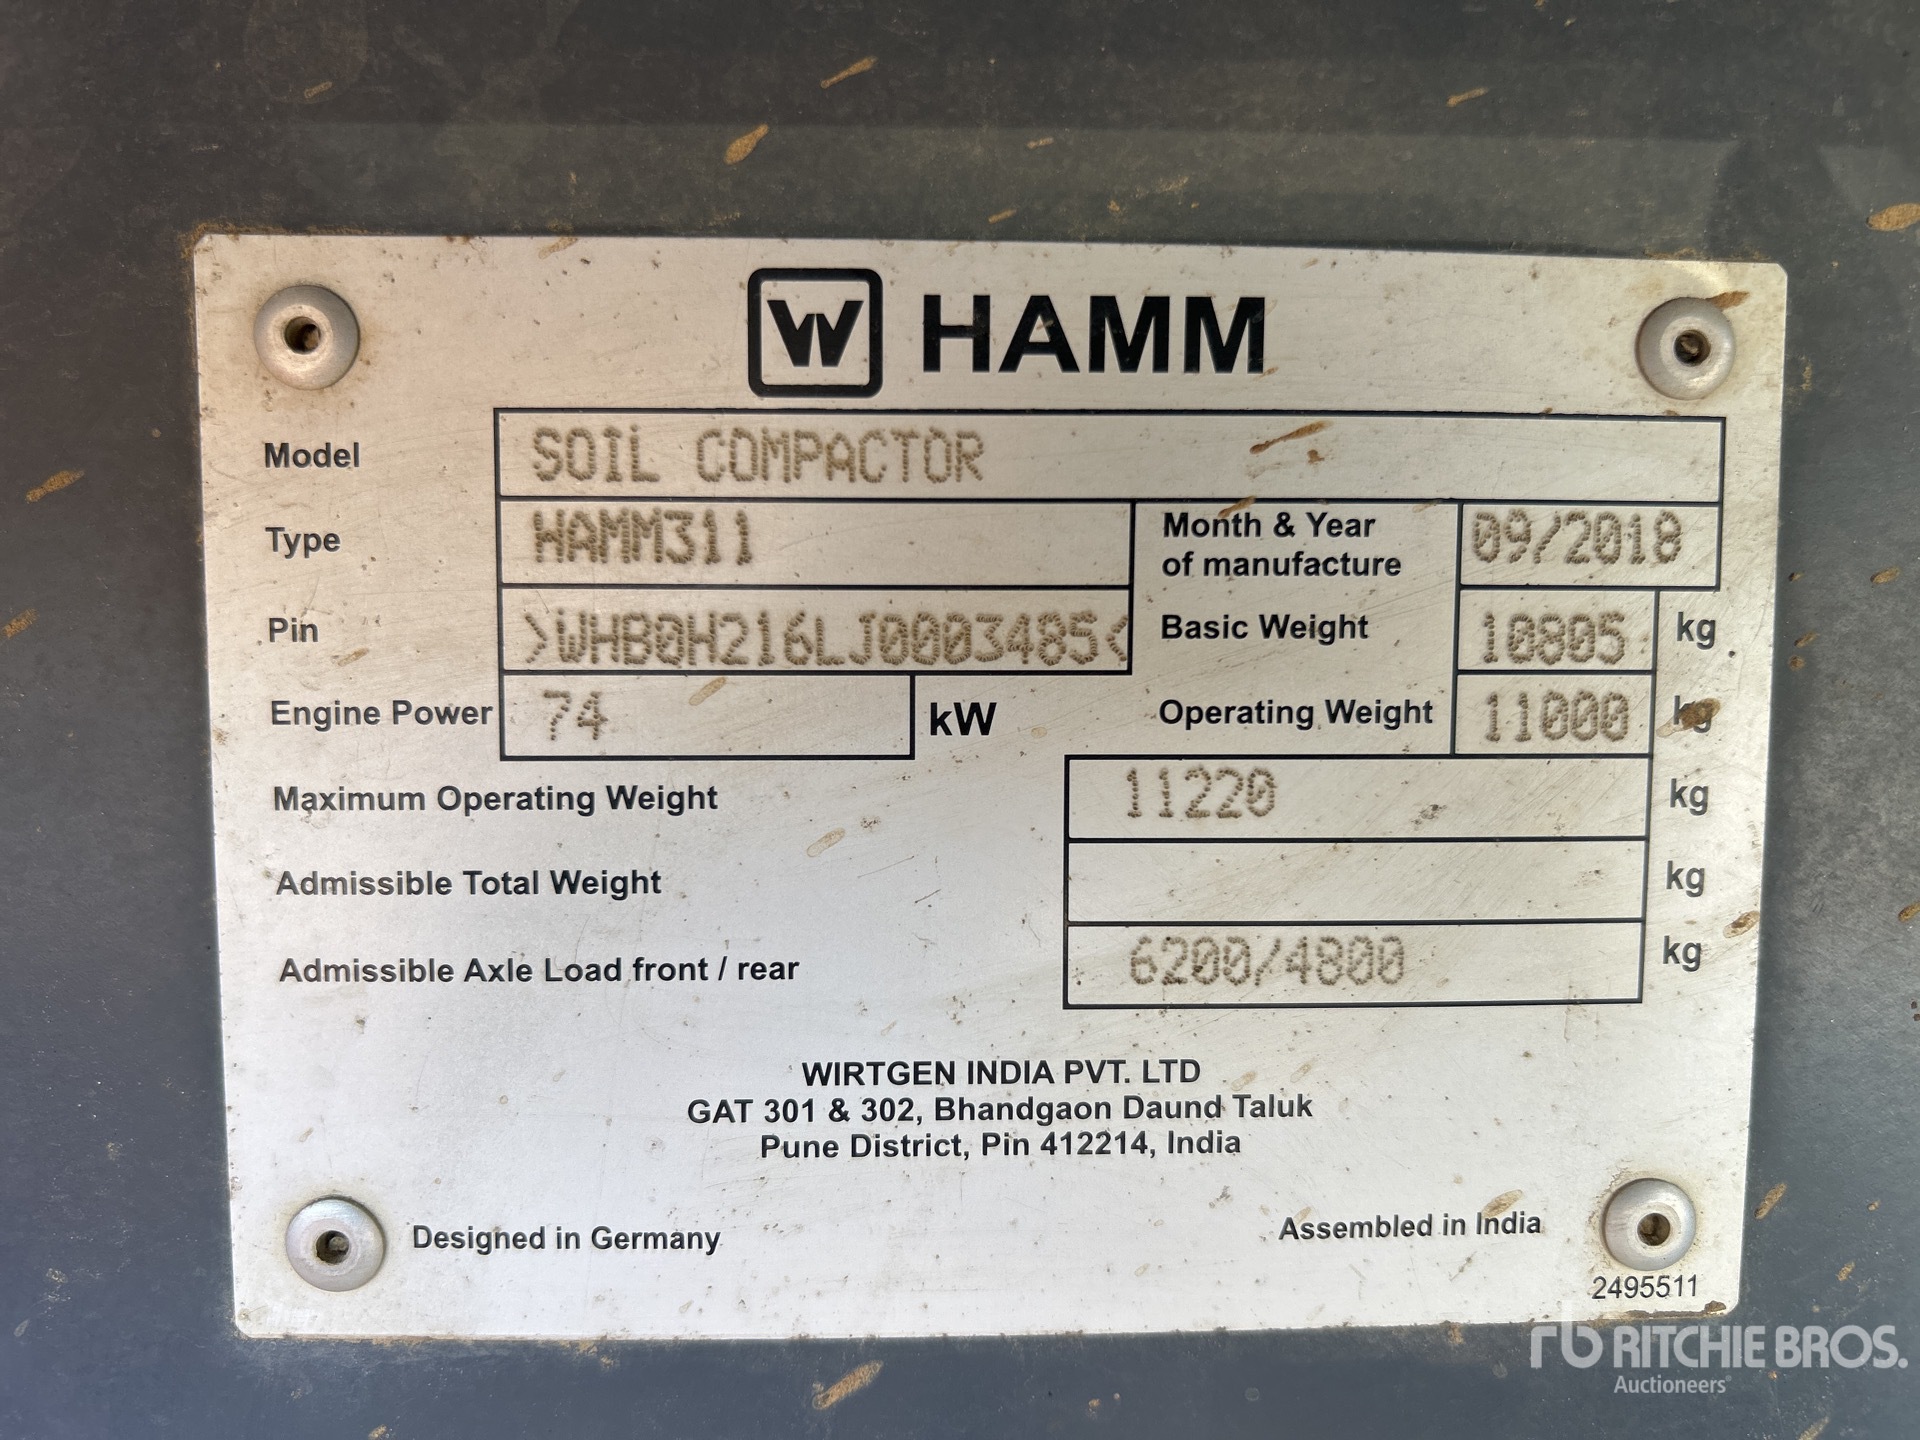 W HAMM
Model SOIL COMPACTOR
Type HAMM311 Month & Year of manufacture 09/2018
Pin >WHB0H216LJ0003485< Basic Weight 10805 kg
Engine Power 74 kW Operating Weight 11000 kg
Maximum Operating Weight 11220 kg
Admissible Total Weight kg
Admissible Axle Load front / rear 6200/4800 kg
WIRTGEN INDIA PVT. LTD
GAT 301 & 302, Bhandgaon Daund Taluk
Pune District, Pin 412214, India
Designed in Germany Assembled in India
2495511
rb RITCHIE BROS.
Auctioneers